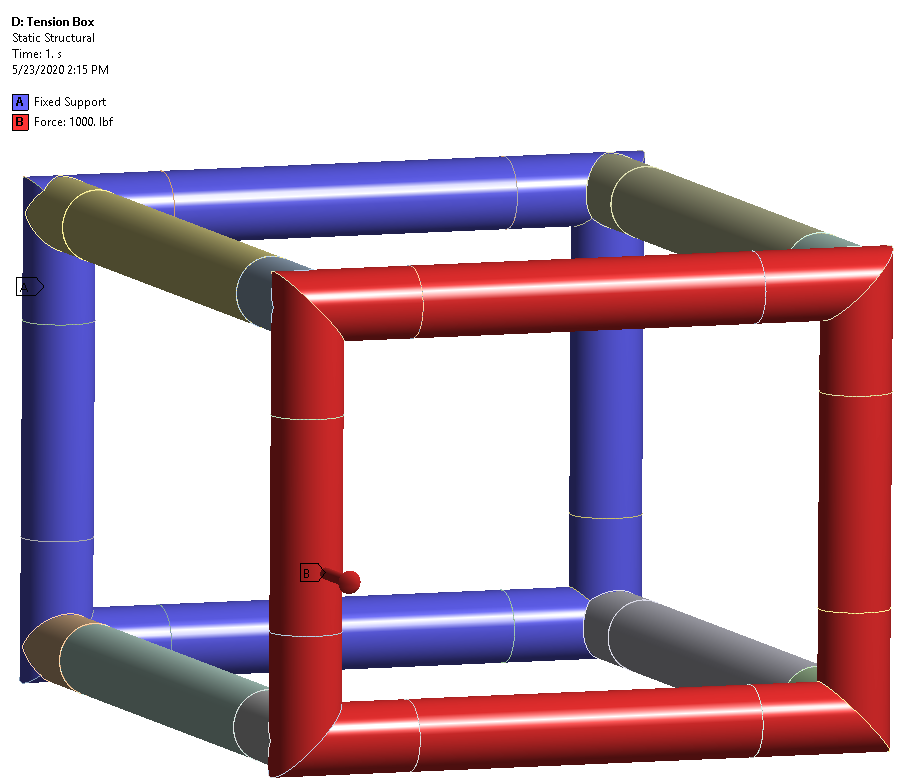 D: Tension Box
Static Structural
Time: 1. s
5/23/2020 2:15 PM
A Fixed Support
B Force: 1000. lbf
A
B